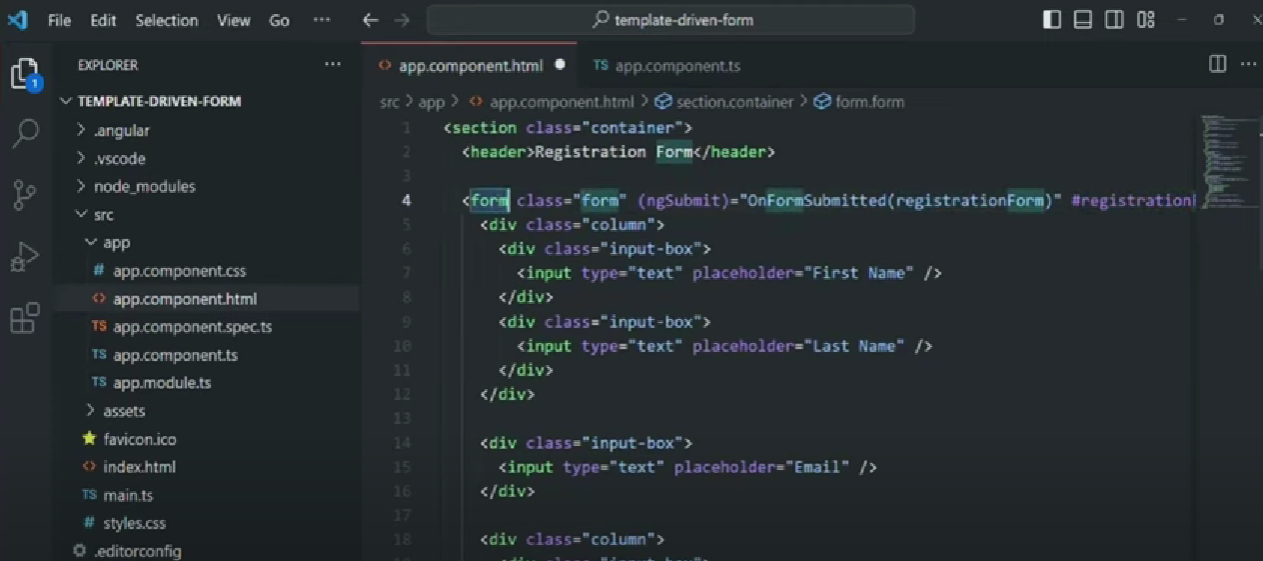 File Edit Selection View Go ··· template-driven-form
EXPLORER ···
1
TEMPLATE-DRIVEN-FORM
.angular
.vscode
node_modules
src
app
# app.component.css
<> app.component.html
TS app.component.spec.ts
TS app.component.ts
TS app.module.ts
assets
favicon.ico
<> index.html
TS main.ts
# styles.css
.editorconfig
<> app.component.html ● TS app.component.ts
src > app > <> app.component.html > section.container > form.form
1 <section class="container">
2 <header>Registration Form</header>
3
4 <form class="form" (ngSubmit)="OnFormSubmitted(registrationForm)" #registration
5 <div class="column">
6 <div class="input-box">
7 <input type="text" placeholder="First Name" />
8 </div>
9 <div class="input-box">
10 <input type="text" placeholder="Last Name" />
11 </div>
12 </div>
13
14 <div class="input-box">
15 <input type="text" placeholder="Email" />
16 </div>
17
18 <div class="column">